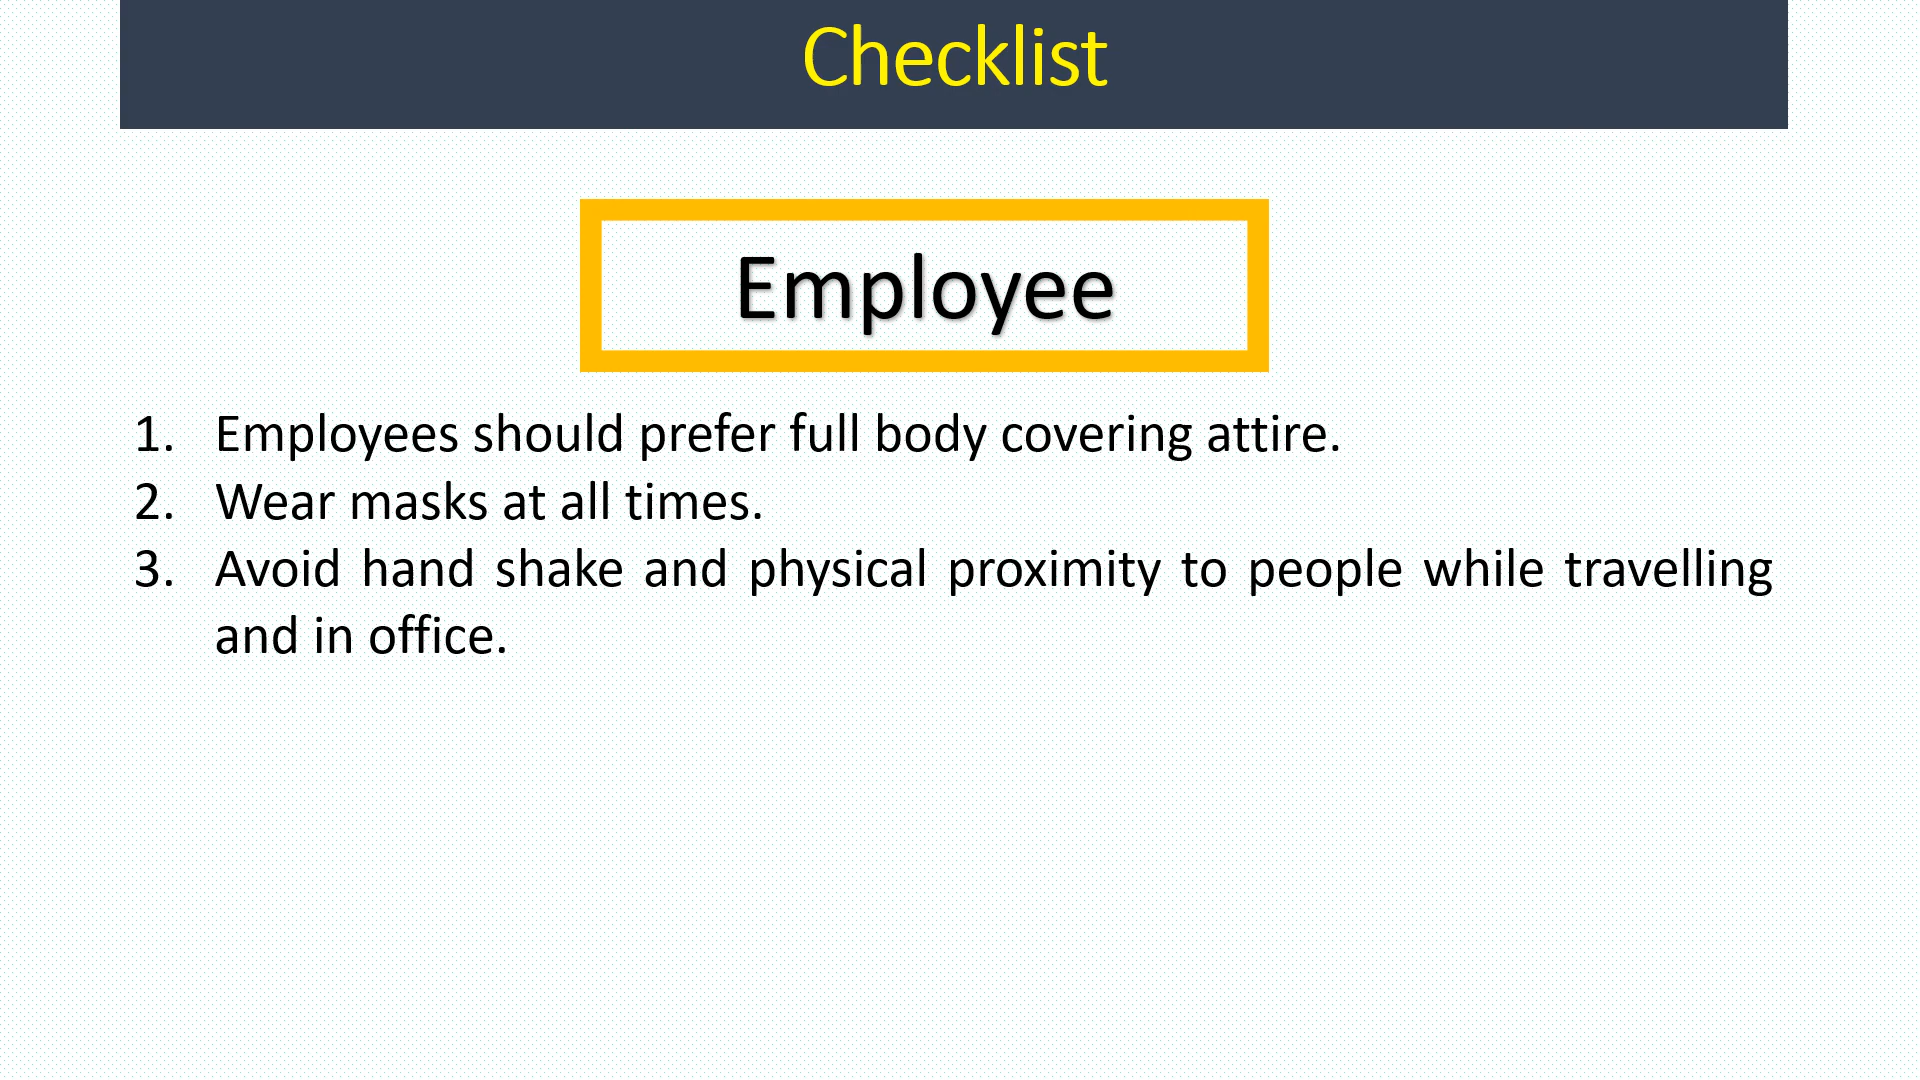 Checklist
Employee
1. Employees should prefer full body covering attire.
2. Wear masks at all times.
3. Avoid hand shake and physical proximity to people while travelling
and in office.